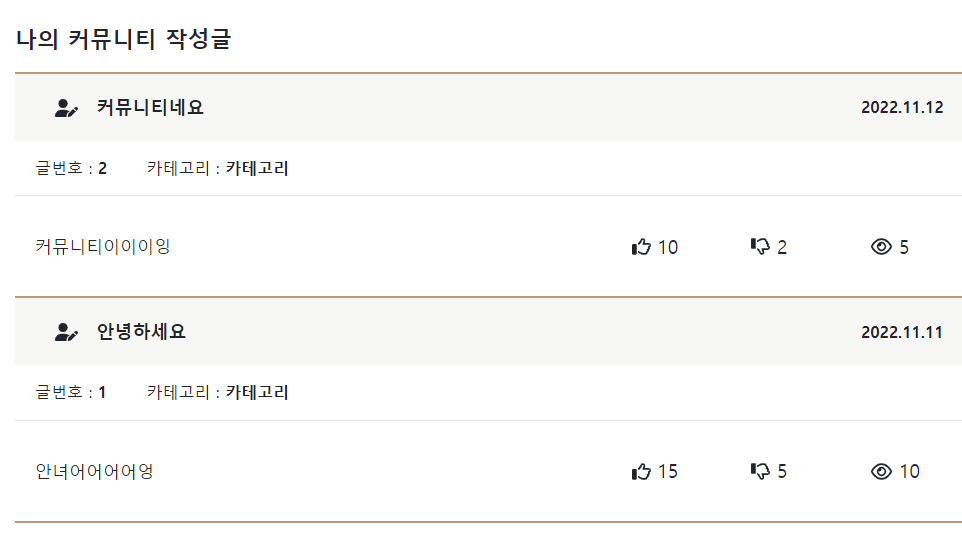 나의 커뮤니티 작성글
커뮤니티네요 2022.11.12
글번호 : 2 카테고리 : 카테고리
커뮤니티이이이잉 10 2 5
안녕하세요 2022.11.11
글번호 : 1 카테고리 : 카테고리
안녀어어어어엉 15 5 10